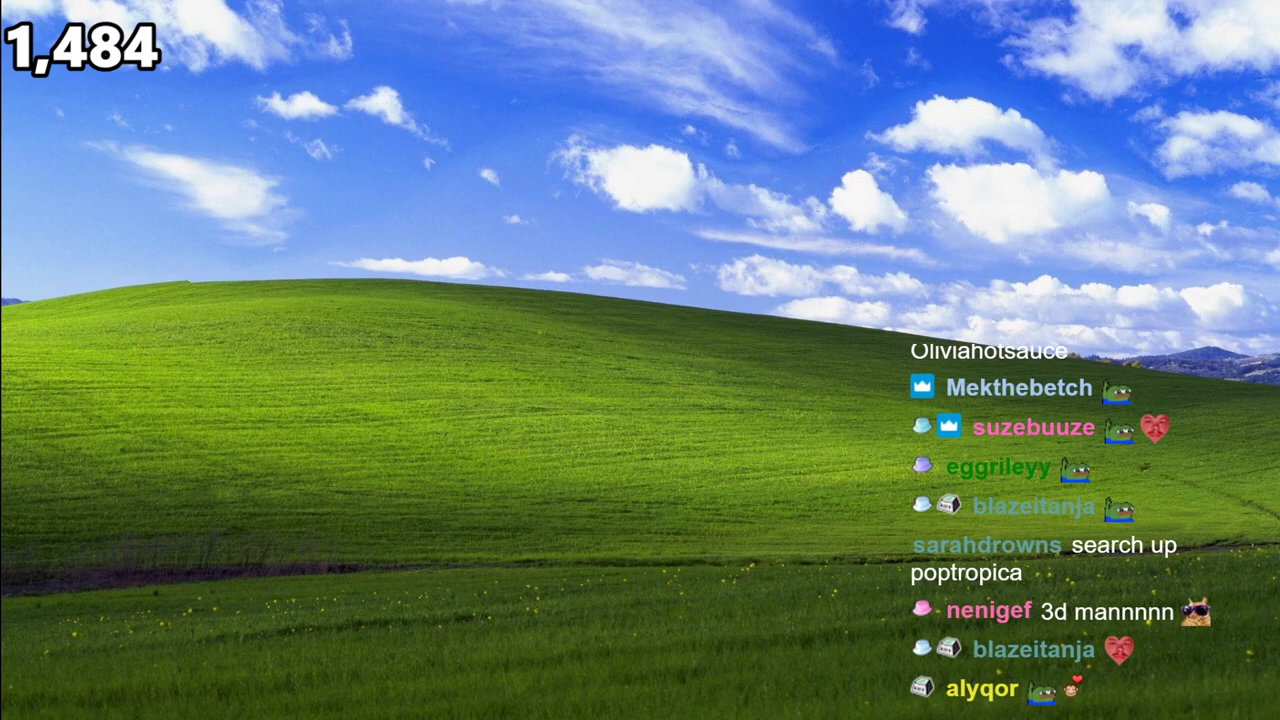 1,484
Oliviahotsauce
Mekthebetch
suzebuuze
eggrileyy
blazeitanja
sarahdrowns search up
poptropica
nenigef 3d mannnnn
blazeitanja
alyqor